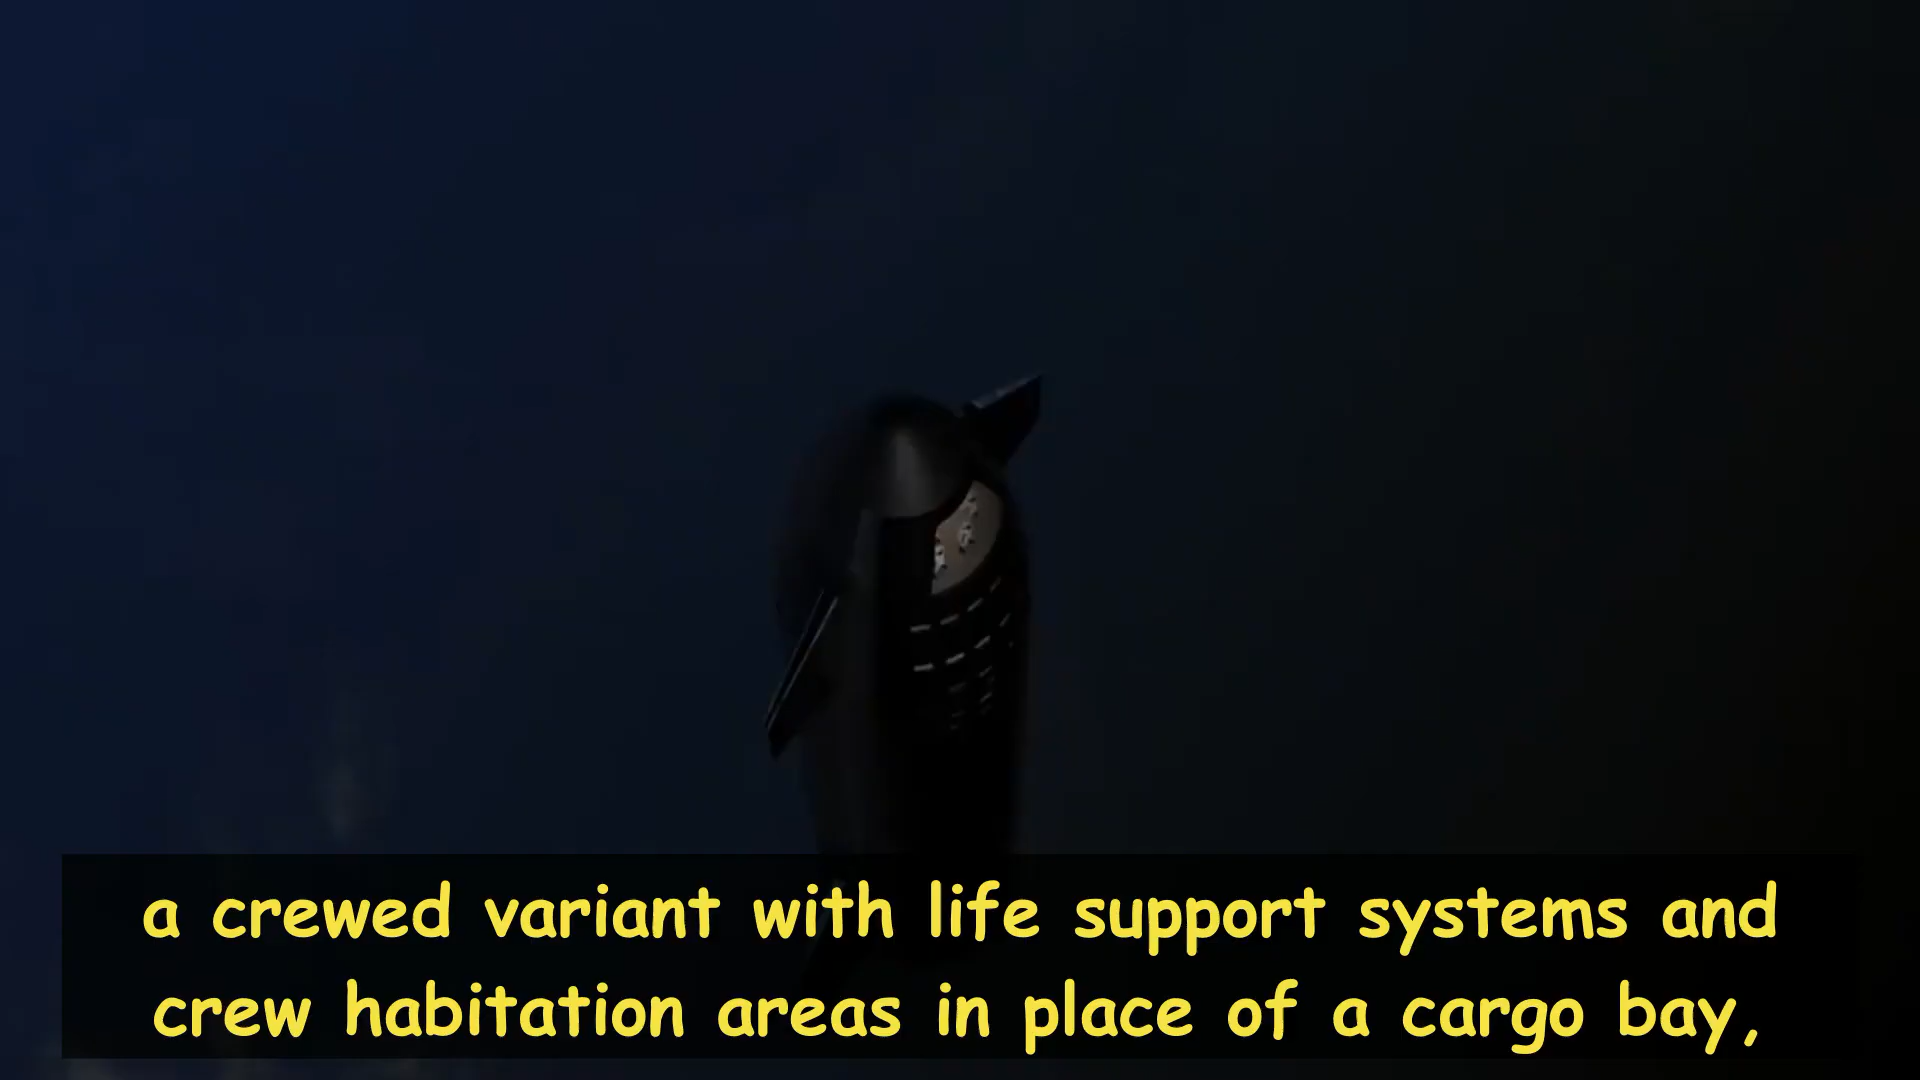 a crewed variant with life support systems and
crew habitation areas in place of a cargo bay,